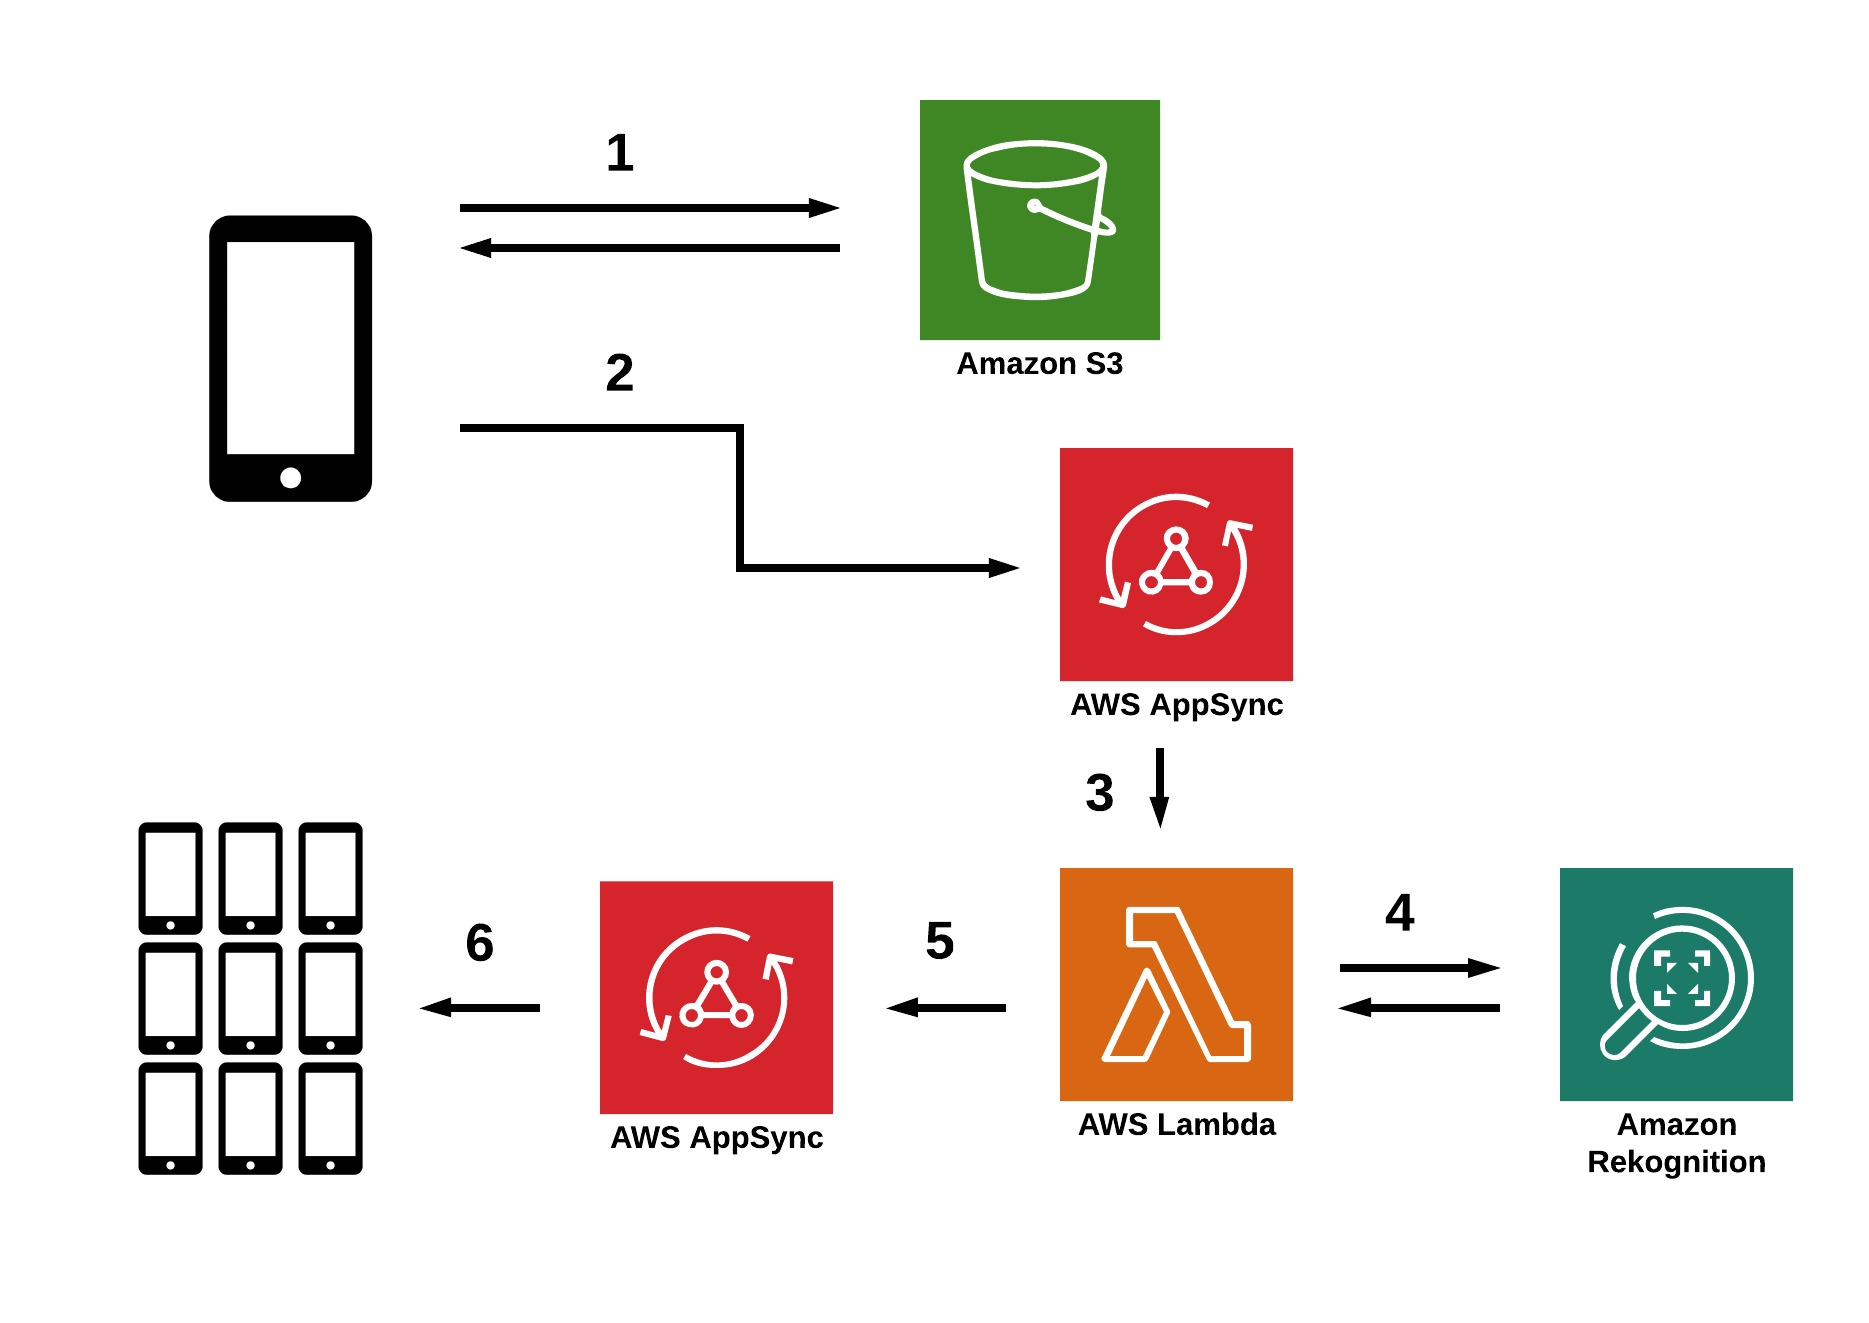 1
Amazon S3
2
AWS AppSync
3
6
5
4
AWS AppSync
AWS Lambda
Amazon
Rekognition